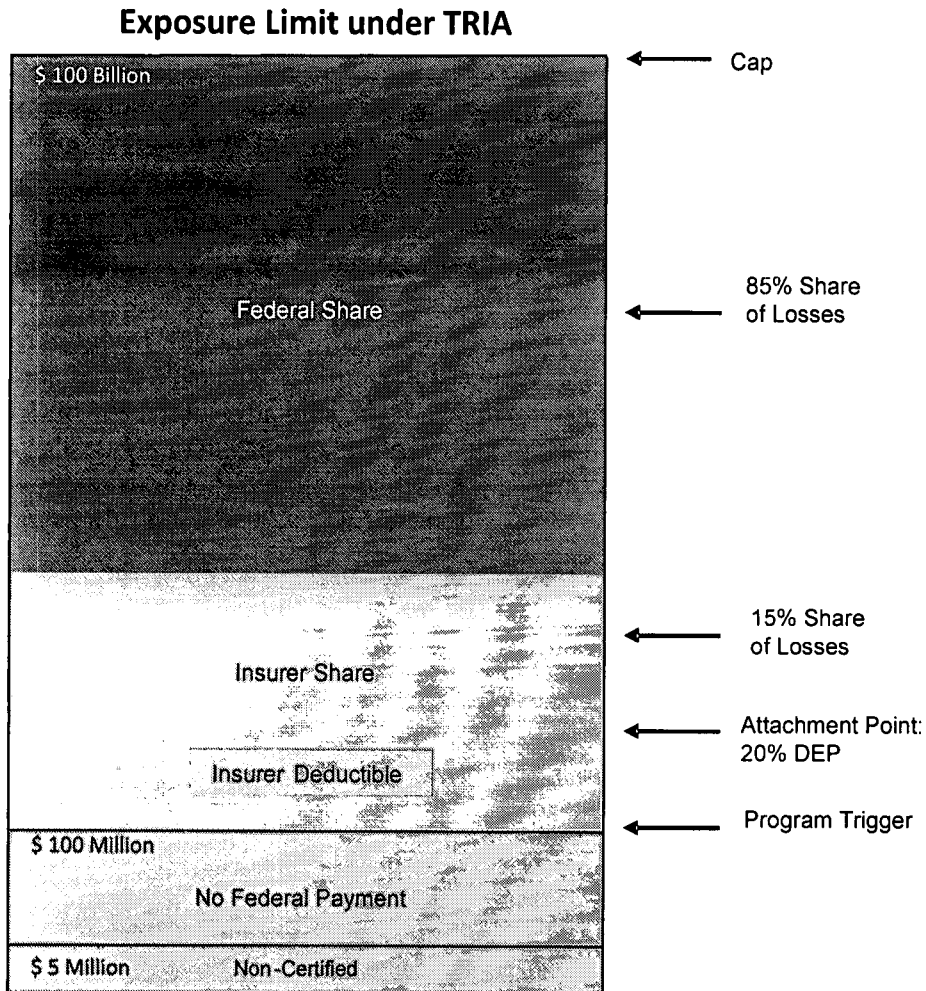 Exposure Limit under TRIA
$ 100 Billion
Cap
Federal Share
85% Share
of Losses
15% Share
of Losses
Insurer Share
Attachment Point:
20% DEP
Insurer Deductible
Program Trigger
$ 100 Million
No Federal Payment
$ 5 Million
Non-Certified